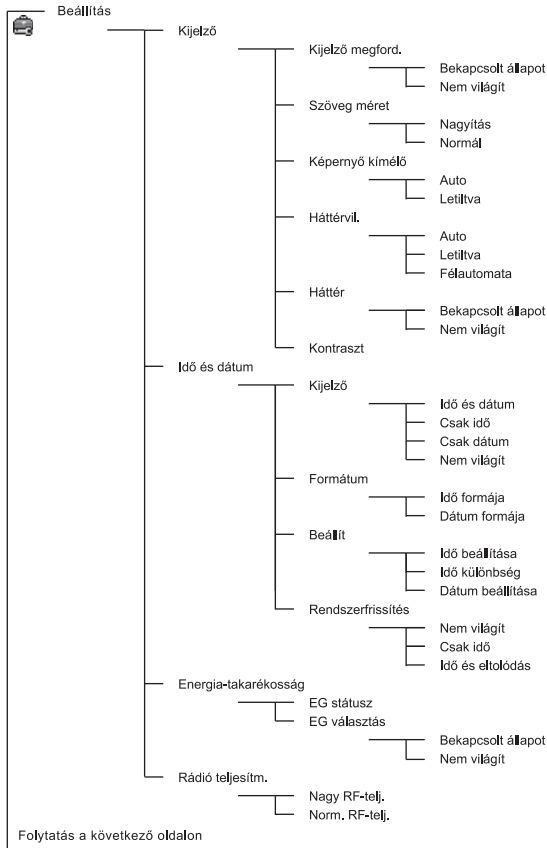 Beállítás
Kijelző
Kijelző megford.
Bekapcsolt állapot
Nem világít
Szöveg méret
Nagyítás
Normál
Képernyő kímélő
Auto
Letiltva
Háttérvil.
Auto
Letiltva
Félautomata
Háttér
Bekapcsolt állapot
Nem világít
Kontraszt
Idő és dátum
Kijelző
Idő és dátum
Csak idő
Csak dátum
Nem világít
Formátum
Idő formája
Dátum formája
Beállít
Idő beállítása
Idő különbség
Dátum beállítása
Rendszerfrissítés
Nem világít
Csak idő
Idő és eltolódás
Energia-takarékosság
EG státusz
EG választás
Bekapcsolt állapot
Nem világít
Rádió teljesítm.
Nagy RF-telj.
Norm. RF-telj.
Folytatás a következő oldalon